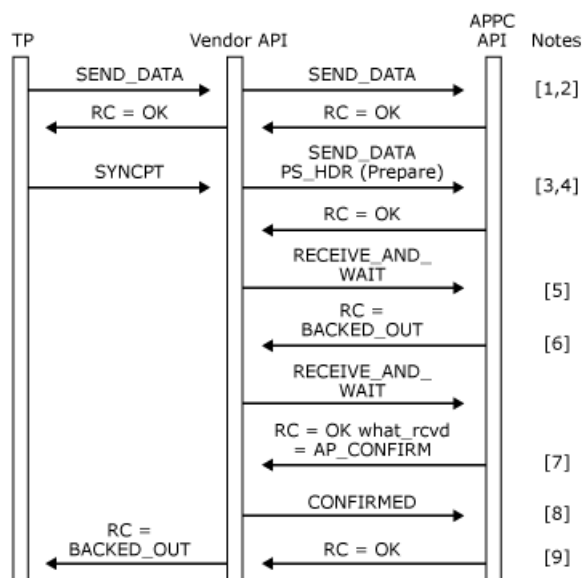 APPC
TP Vendor API API Notes
SEND_DATA SEND_DATA [1,2]
RC = OK RC = OK
SEND_DATA
SYNCPT PS_HDR (Prepare) [3,4]
RC = OK
RECEIVE_AND_
WAIT
[5]
RC =
BACKED_OUT [6]
RECEIVE_AND_
WAIT
RC = OK what_rcvd
= AP_CONFIRM [7]
CONFIRMED [8]
RC =
BACKED_OUT RC = OK [9]